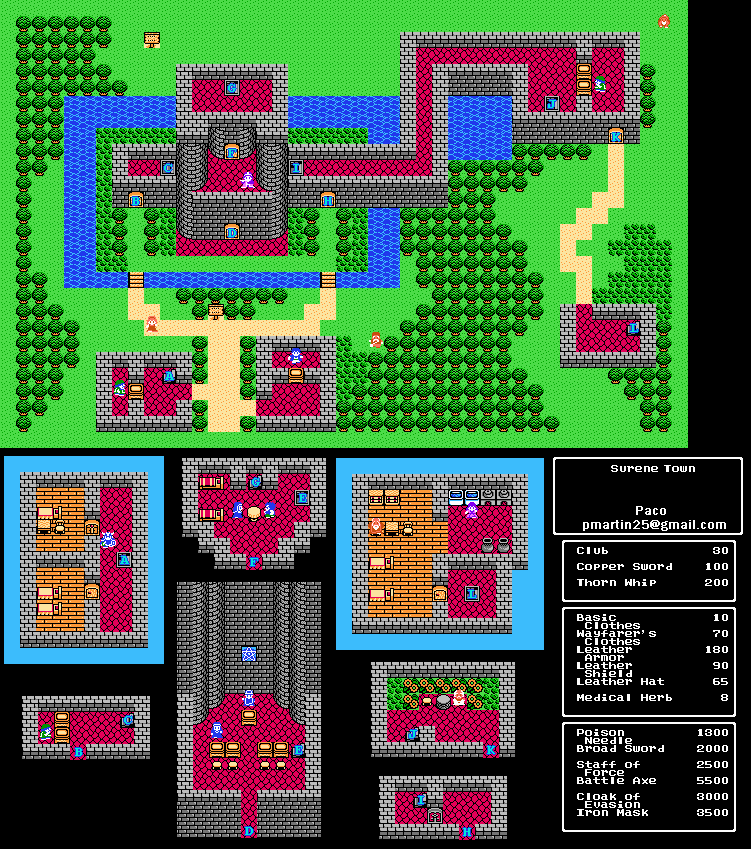 G
J
K
F
C
I
B
H
D
L
A
G
E
A
L
F
C
B
E
D
J
K
I
H
Surene Town
Paco
pmartin25@gmail.com
Club 30
Copper Sword 100
Thorn Whip 200
Basic 10
Clothes
Wayfarer's 70
Clothes
Leather 180
Armor
Leather 90
Shield
Leather Hat 65
Medical Herb 8
Poison 1300
Needle
Broad Sword 2000
Staff of 2500
Force
Battle Axe 5500
Cloak of 3000
Evasion
Iron Mask 3500